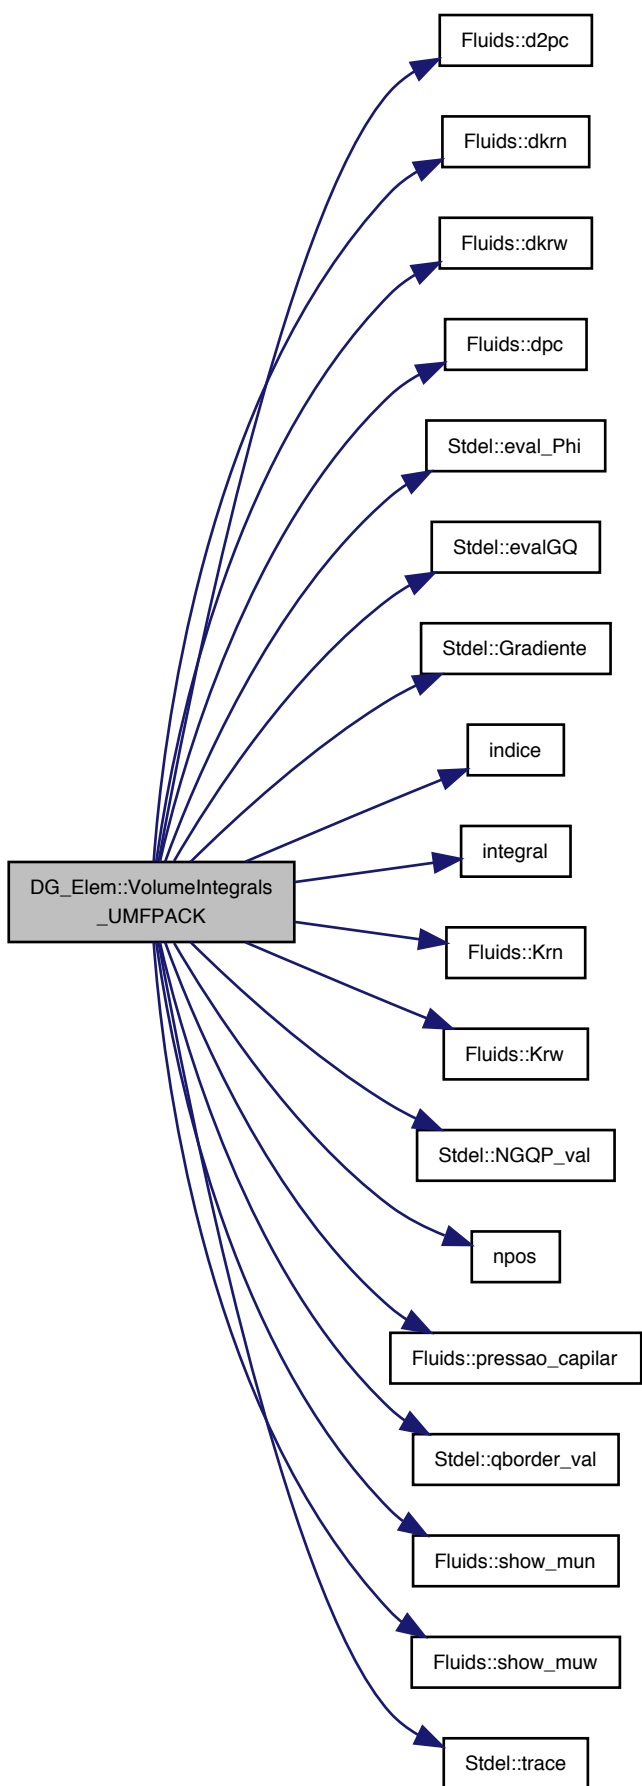 Fluids::d2pc
Fluids::dkrn
Fluids::dkrw
Fluids::dpc
Stdel::eval_Phi
Stdel::evalGQ
Stdel::Gradiente
indice
integral
DG_Elem::VolumeIntegrals
_UMFPACK
Fluids::Krn
Fluids::Krw
Stdel::NGQP_val
npos
Fluids::pressao_capilar
Stdel::qborder_val
Fluids::show_mun
Fluids::show_muw
Stdel::trace